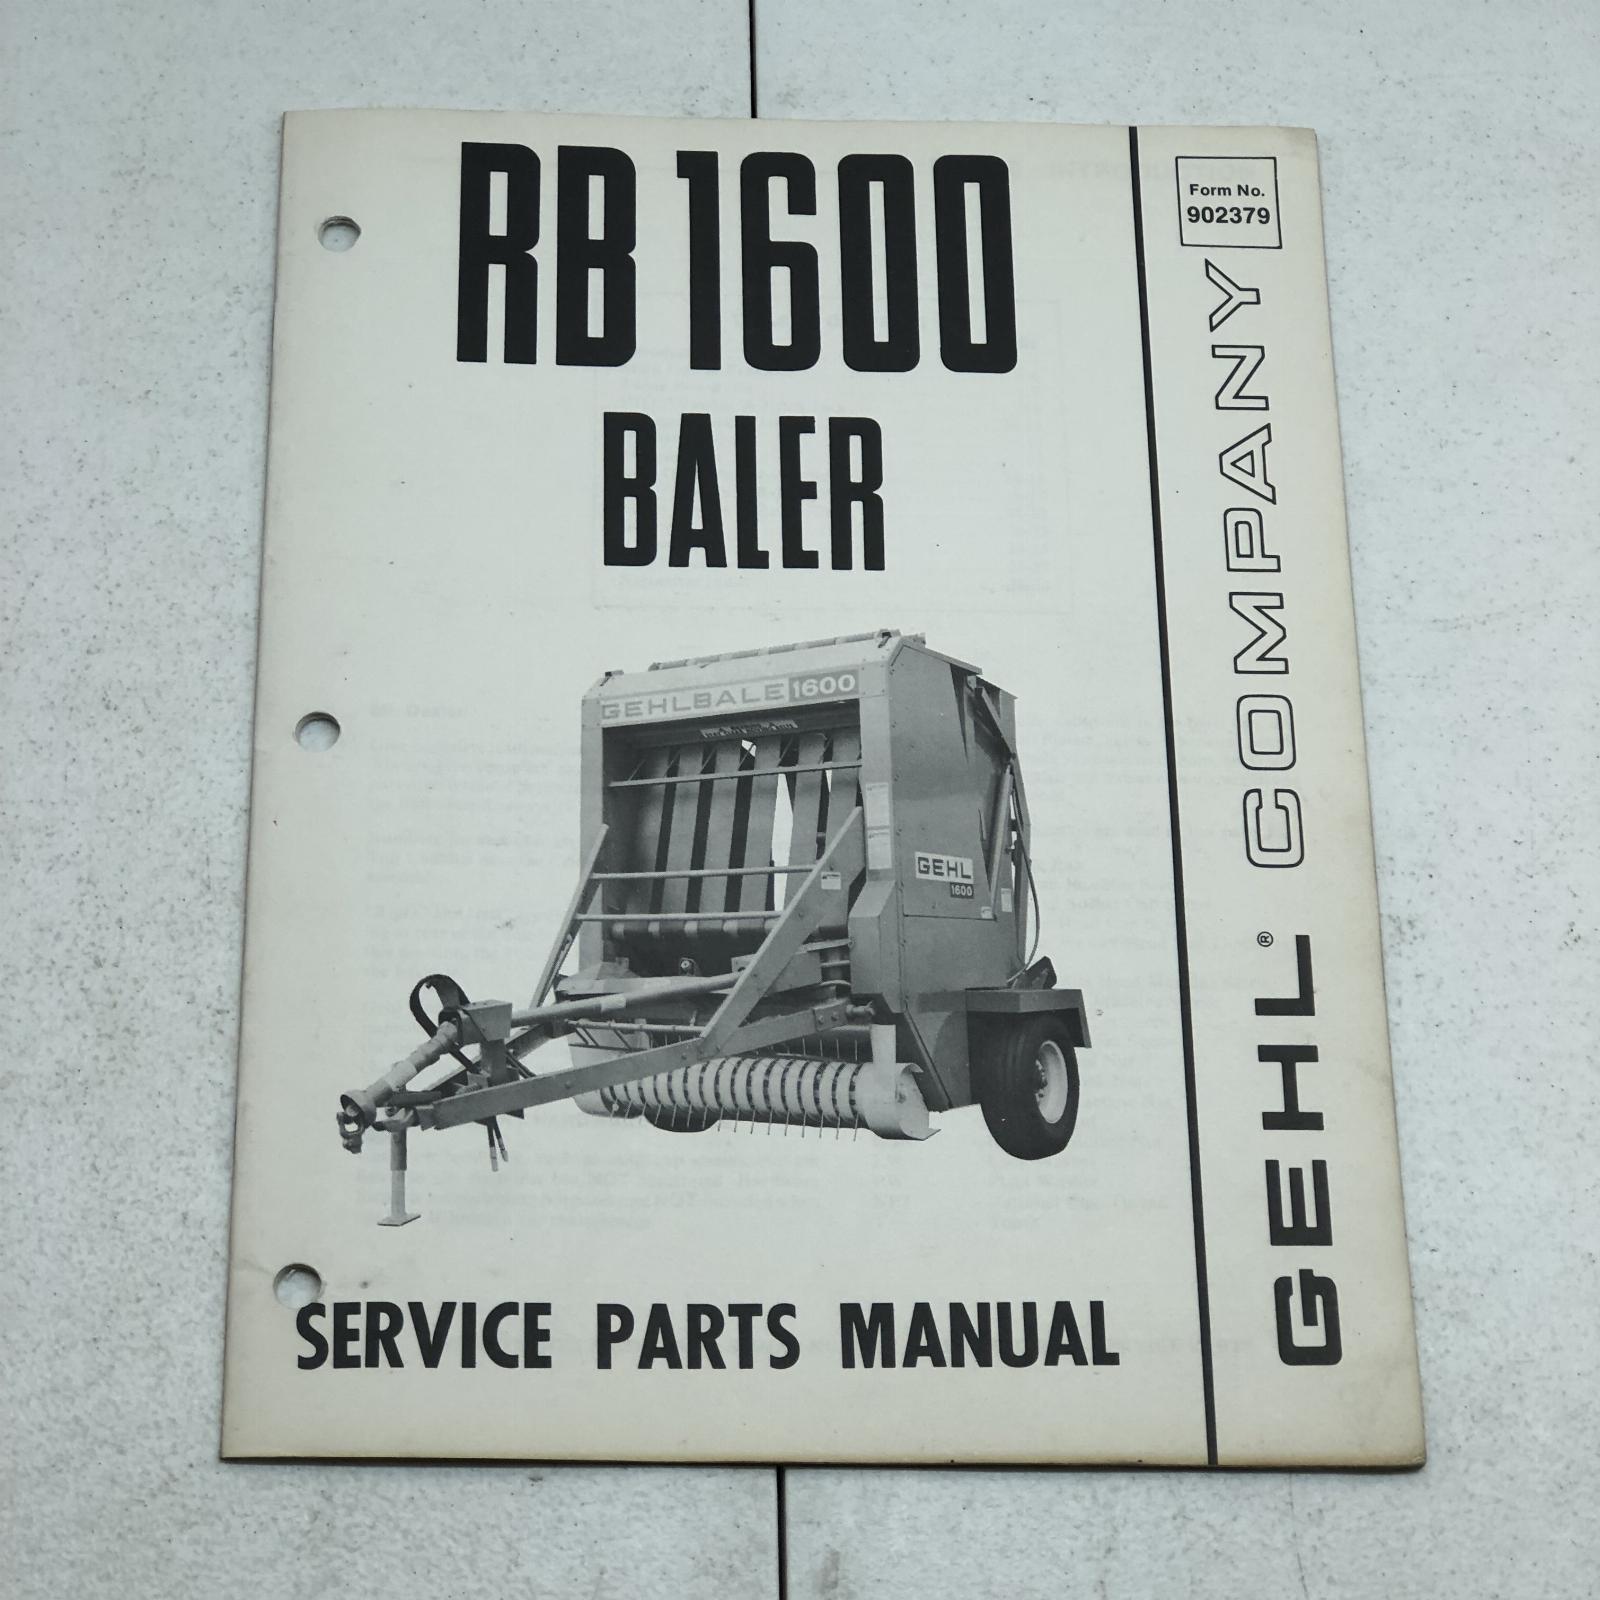 RB 1600
BALER
Form No.
902379
GEHL® COMPANY
GEHLBALE 1600
GEHL
1600
SERVICE PARTS MANUAL